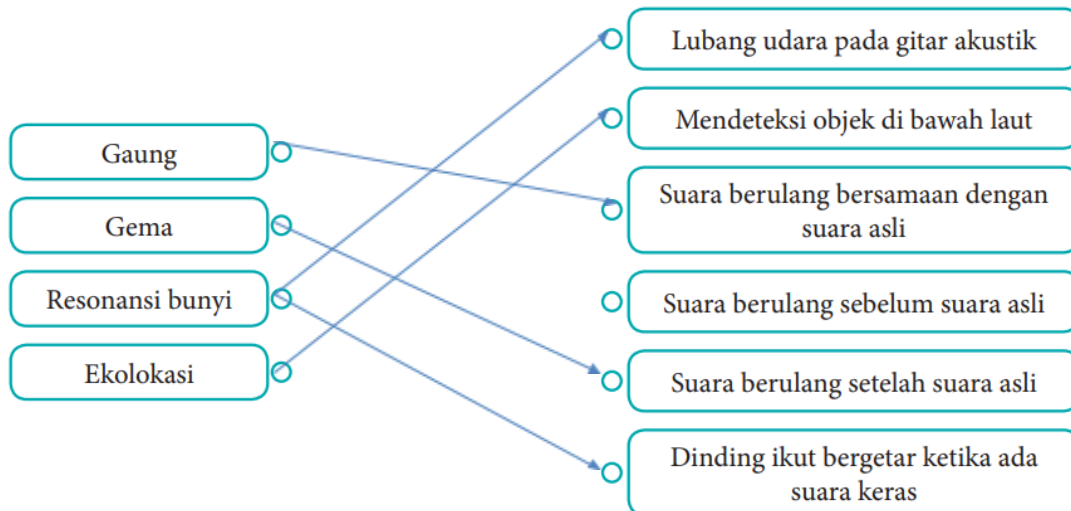 Gaung
Gema
Resonansi bunyi
Ekolokasi
Lubang udara pada gitar akustik
Mendeteksi objek di bawah laut
Suara berulang bersamaan dengan
suara asli
Suara berulang sebelum suara asli
Suara berulang setelah suara asli
Dinding ikut bergetar ketika ada
suara keras